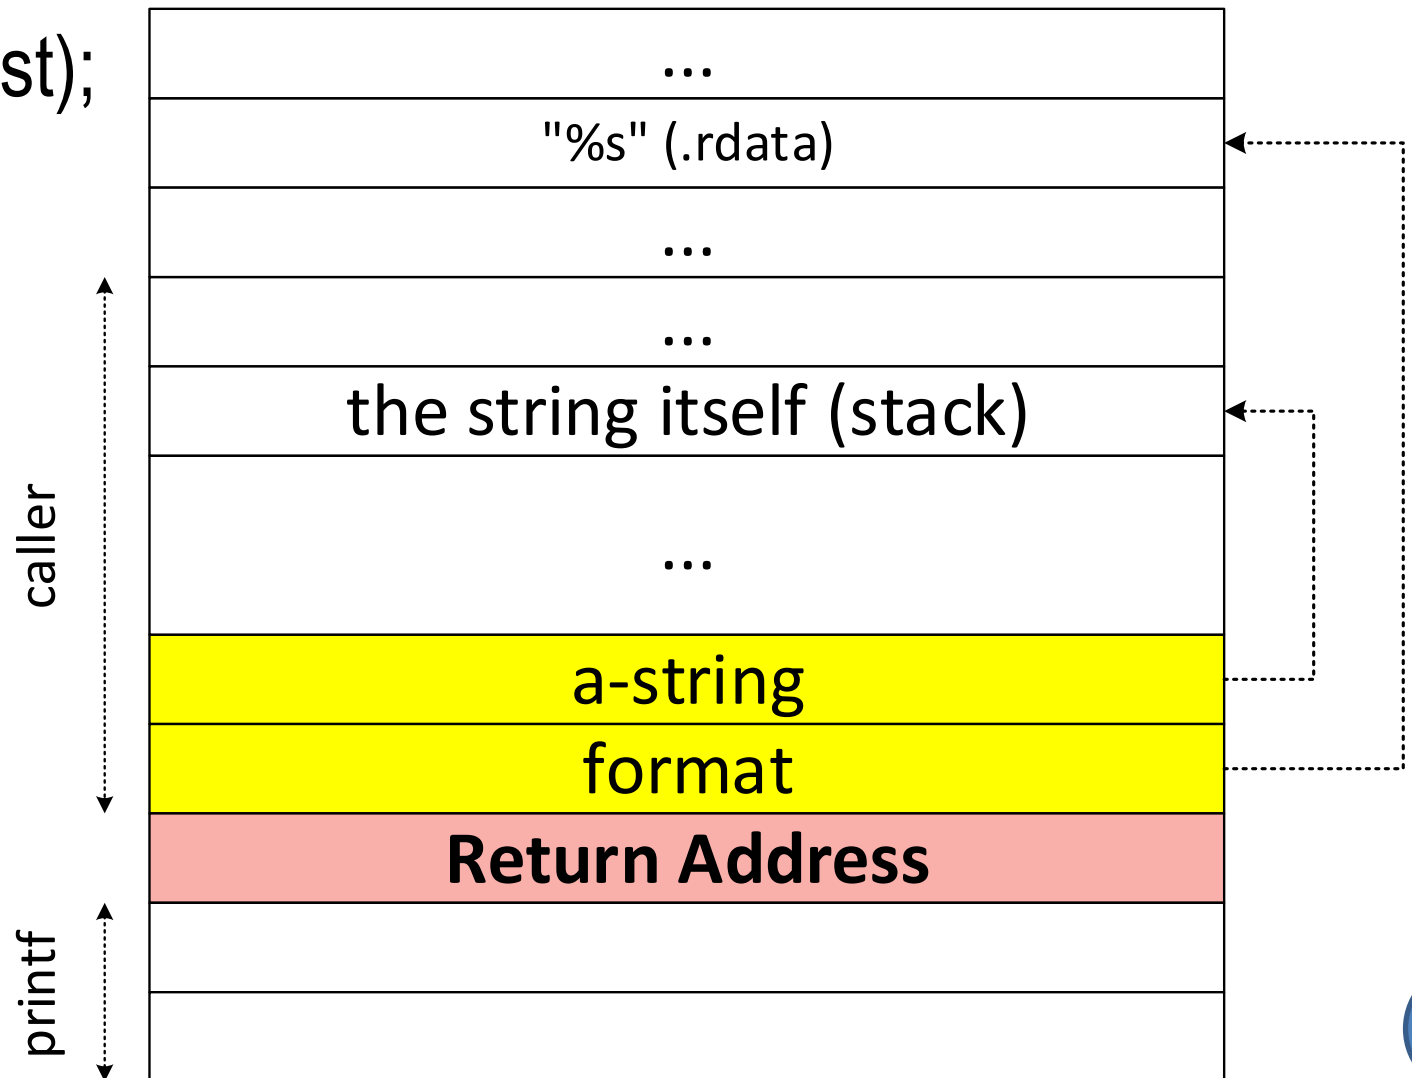 st);
...
"%s" (.rdata)
...
...
the string itself (stack)
...
caller
a-string
format
Return Address
printf